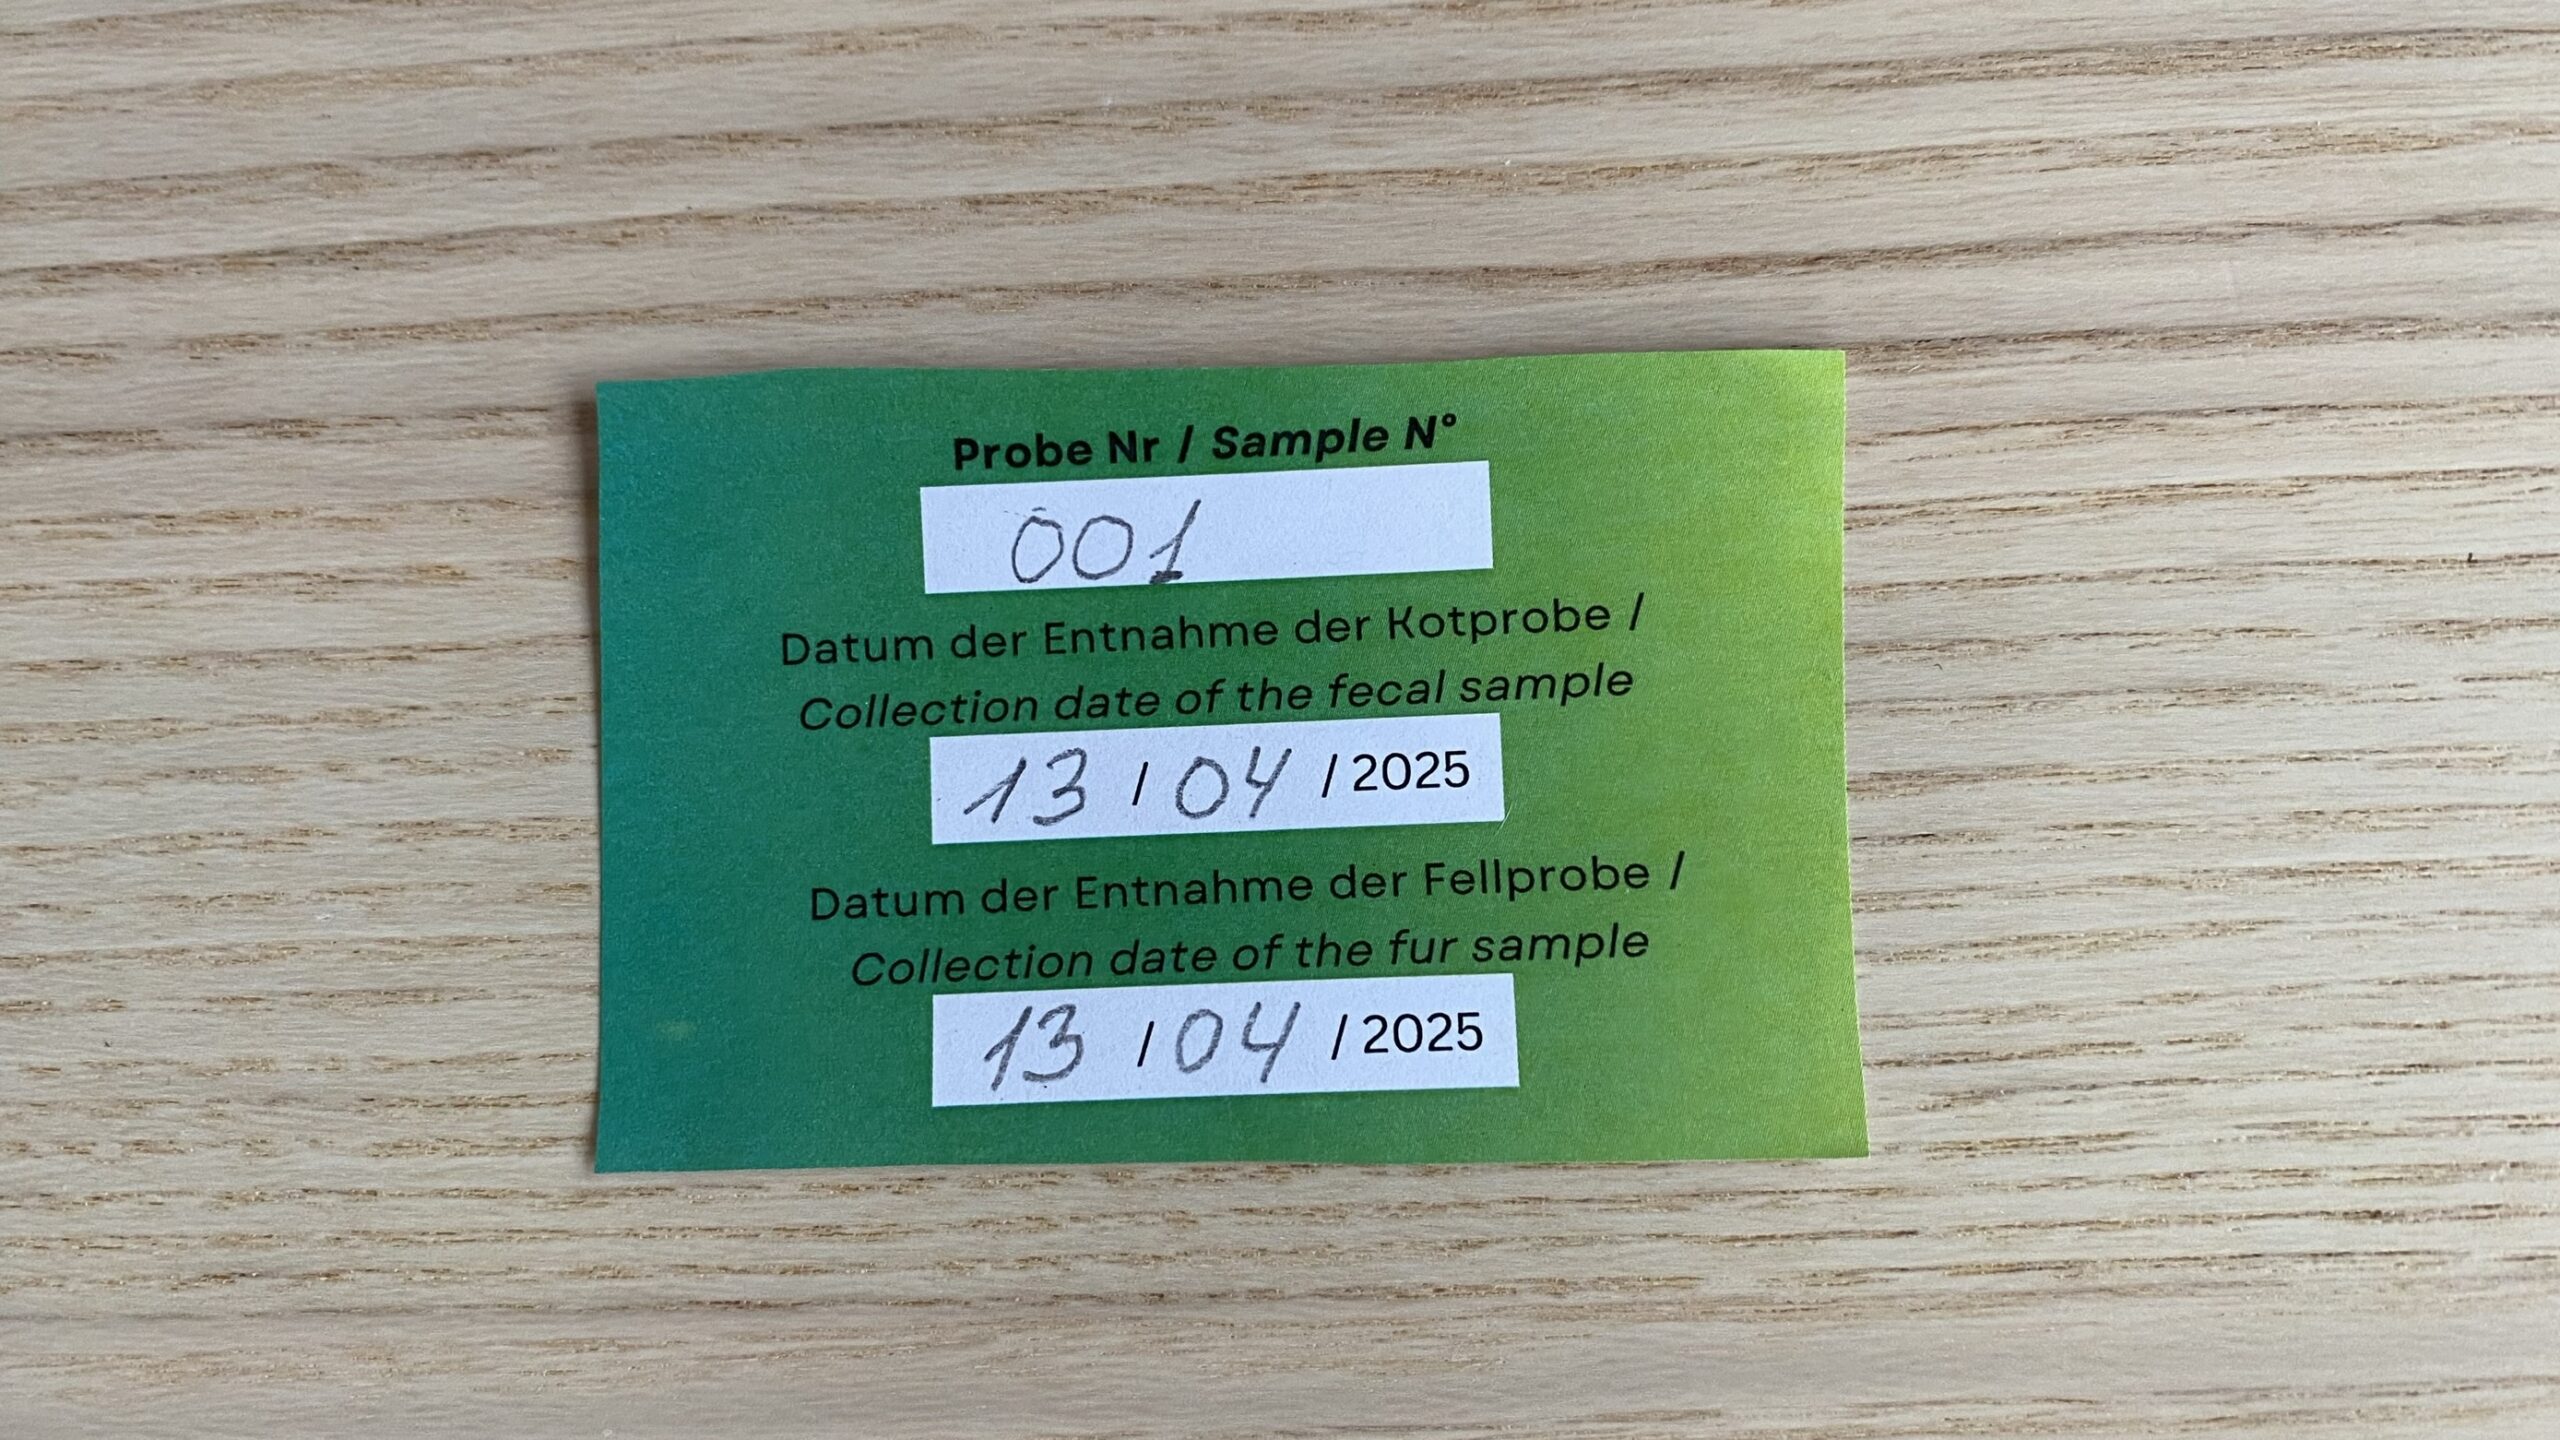 Probe Nr / Sample N°
001
Datum der Entnahme der Kotprobe /
Collection date of the fecal sample
13 / 04 / 2025
Datum der Entnahme der Fellprobe /
Collection date of the fur sample
13 / 04 / 2025